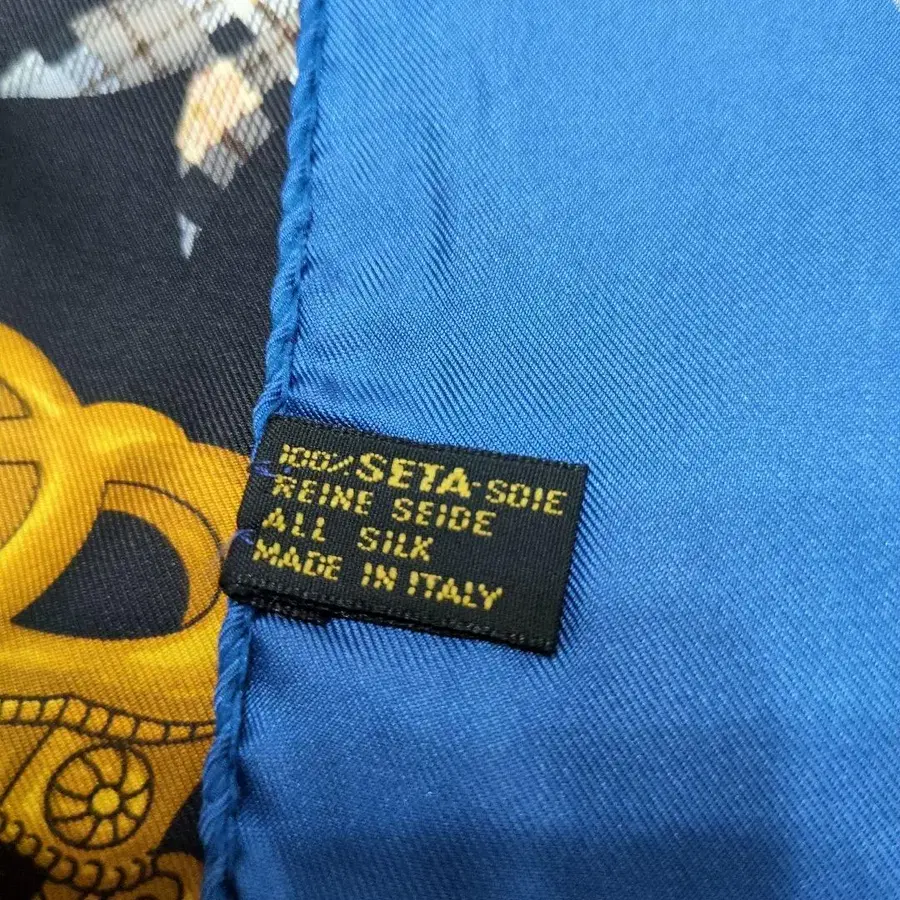 100% SETA-SOIE
REINE SEIDE
ALL SILK
MADE IN ITALY